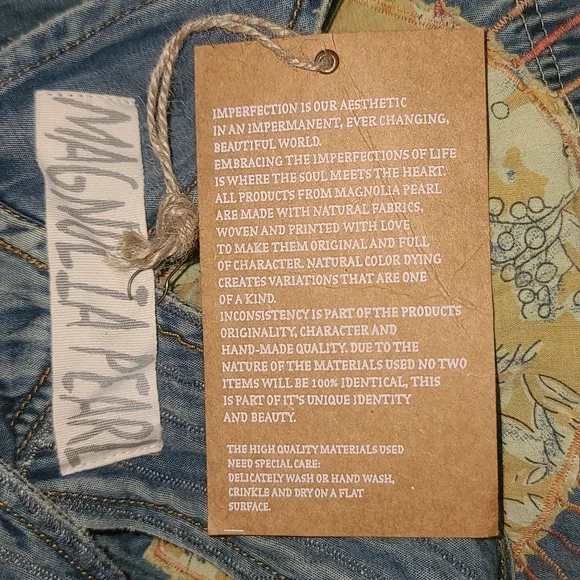 MAGNOLIA PEARL
IMPERFECTION IS OUR AESTHETIC
IN AN IMPERMANENT, EVER CHANGING,
BEAUTIFUL WORLD.
EMBRACING THE IMPERFECTIONS OF LIFE
IS WHERE THE SOUL MEETS THE HEART.
ALL PRODUCTS FROM MAGNOLIA PEARL
ARE MADE WITH NATURAL FABRICS,
WOVEN AND PRINTED WITH LOVE
TO MAKE THEM ORIGINAL AND FULL
OF CHARACTER. NATURAL COLOR DYING
CREATES VARIATIONS THAT ARE ONE
OF A KIND.
INCONSISTENCY IS PART OF THE PRODUCTS
ORIGINALITY, CHARACTER AND
HAND-MADE QUALITY. DUE TO THE
NATURE OF THE MATERIALS USED NO TWO
ITEMS WILL BE 100% IDENTICAL, THIS
IS PART OF IT'S UNIQUE IDENTITY
AND BEAUTY.
THE HIGH QUALITY MATERIALS USED
NEED SPECIAL CARE:
DELICATELY WASH OR HAND WASH,
CRINKLE AND DRY ON A FLAT
SURFACE.